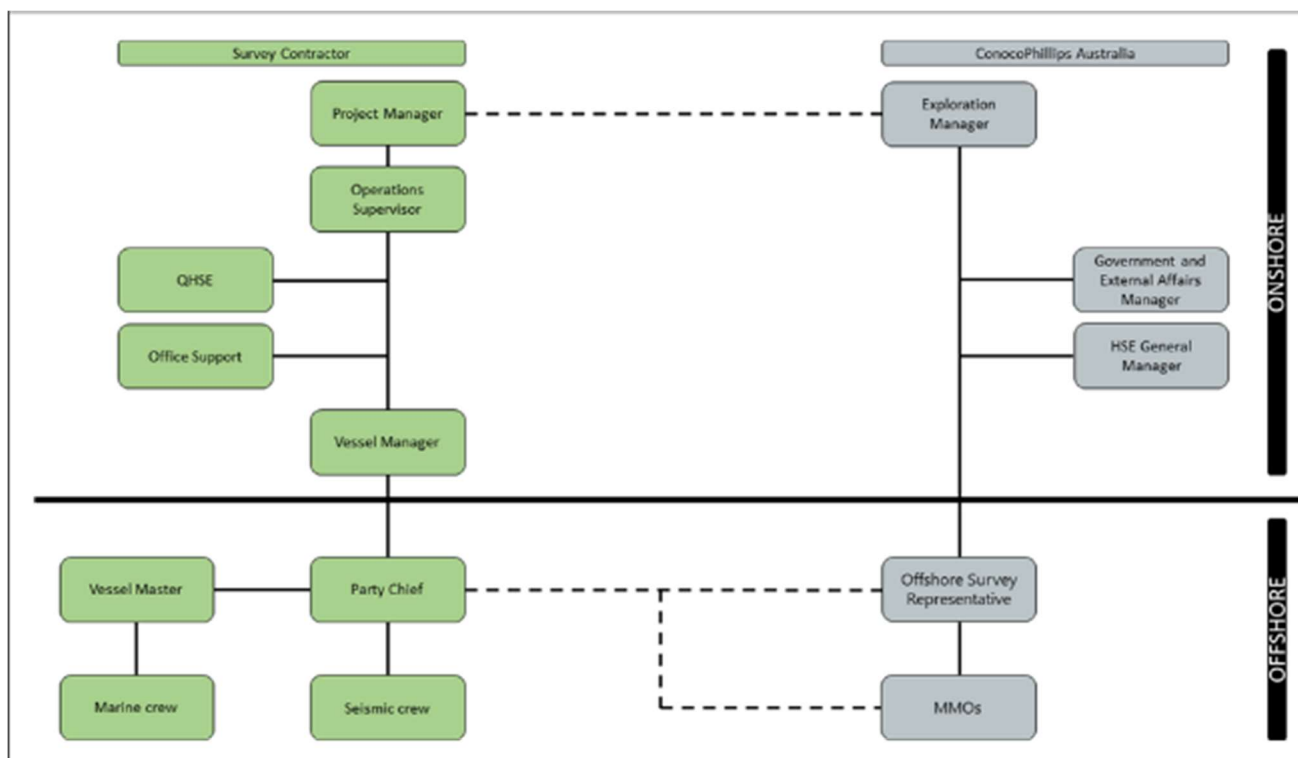 Survey Contractor
ConocoPhilllips Australia
Project Manager
Exploration
Manager
Operations
Supervisor
QHSE
Government and
External Affairs
Manager
Office Support
HSE General
Manager
Vessel Manager
ONSHORE
Vessel Master
Party Chief
Offshore Survey
Representative
Marine crew
Seismic crew
MMOs
OFFSHORE